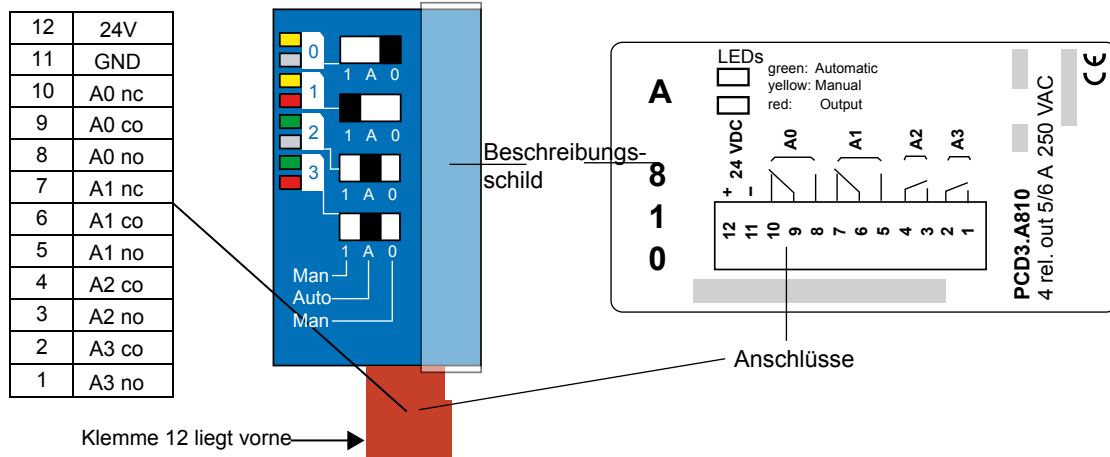 12 24V
11 GND
10 A0 nc
9 A0 co
8 A0 no
7 A1 nc
6 A1 co
5 A1 no
4 A2 co
3 A2 no
2 A3 co
1 A3 no
0
1 A 0
1
1 A 0
2
1 A 0
3
1 A 0
Man
Auto
Man
Beschreibungs-
schild
Klemme 12 liegt vorne
Anschlüsse
A
8
1
0
LEDs
green: Automatic
yellow: Manual
red: Output
+ 24 VDC –
A0
A1
A2
A3
12 11 10 9 8 7 6 5 4 3 2 1
PCD3.A810
4 rel. out 5/6 A 250 VAC
CE